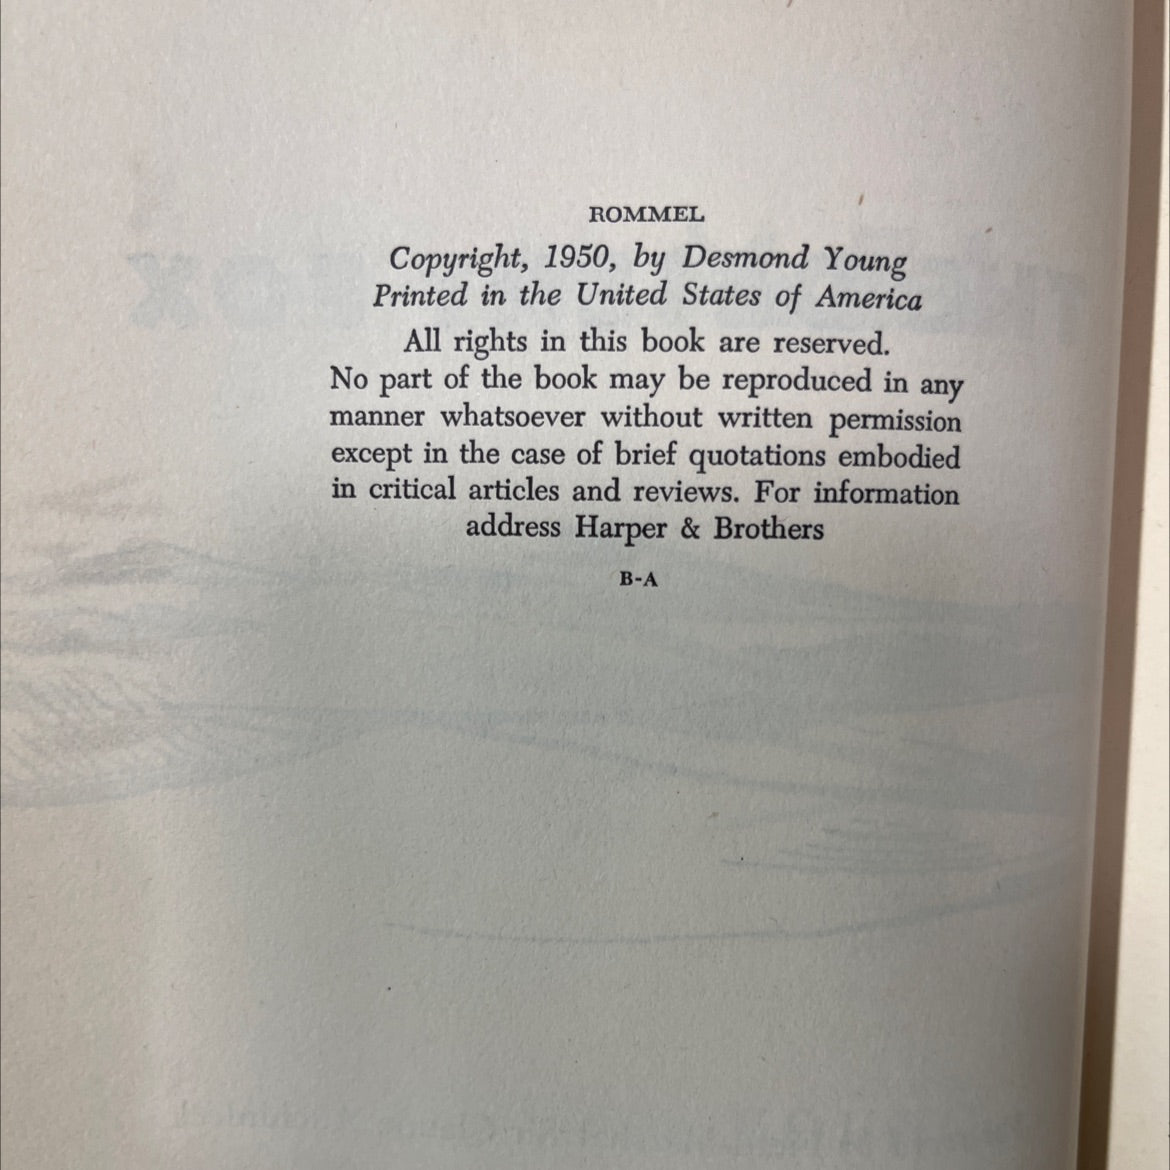 ROMMEL
Copyright, 1950, by Desmond Young
Printed in the United States of America
All rights in this book are reserved.
No part of the book may be reproduced in any
manner whatsoever without written permission
except in the case of brief quotations embodied
in critical articles and reviews. For information
address Harper & Brothers
B-A